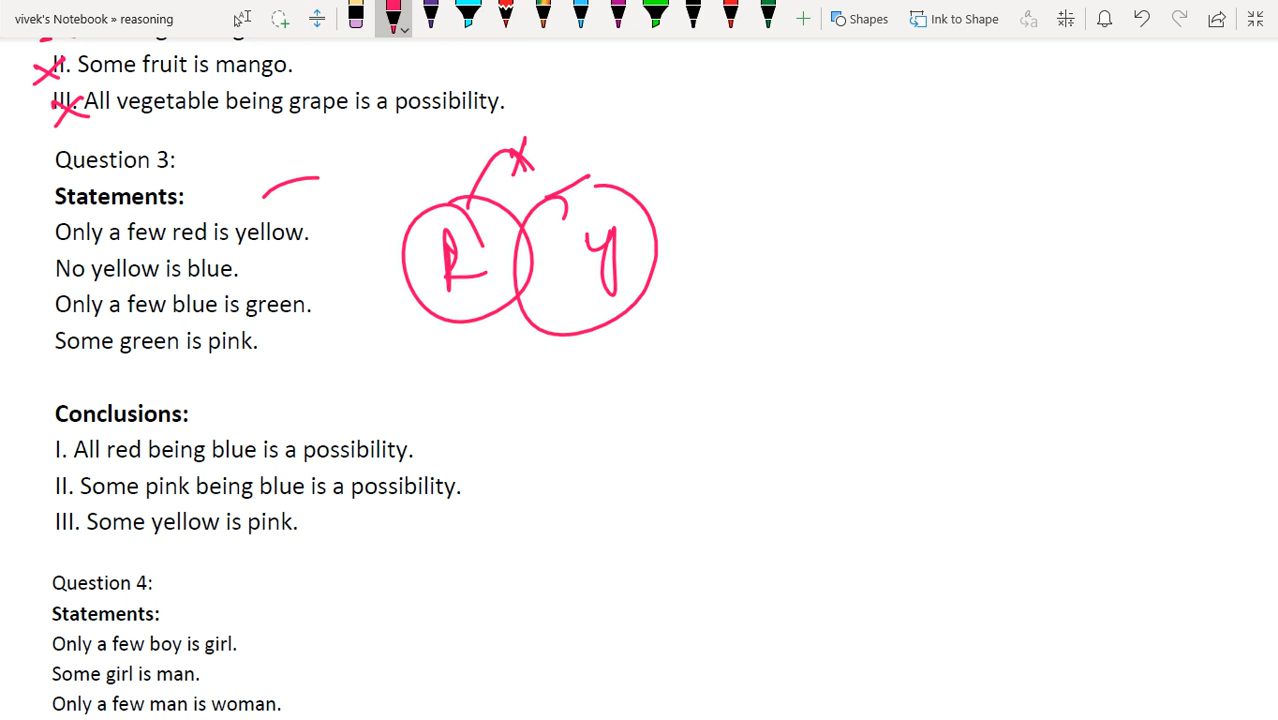 vivek's Notebook » reasoning
Shapes
Ink to Shape
II. Some fruit is mango.
III. All vegetable being grape is a possibility.
Question 3:
Statements:
Only a few red is yellow.
No yellow is blue.
Only a few blue is green.
Some green is pink.
R
y
Conclusions:
I. All red being blue is a possibility.
II. Some pink being blue is a possibility.
III. Some yellow is pink.
Question 4:
Statements:
Only a few boy is girl.
Some girl is man.
Only a few man is woman.